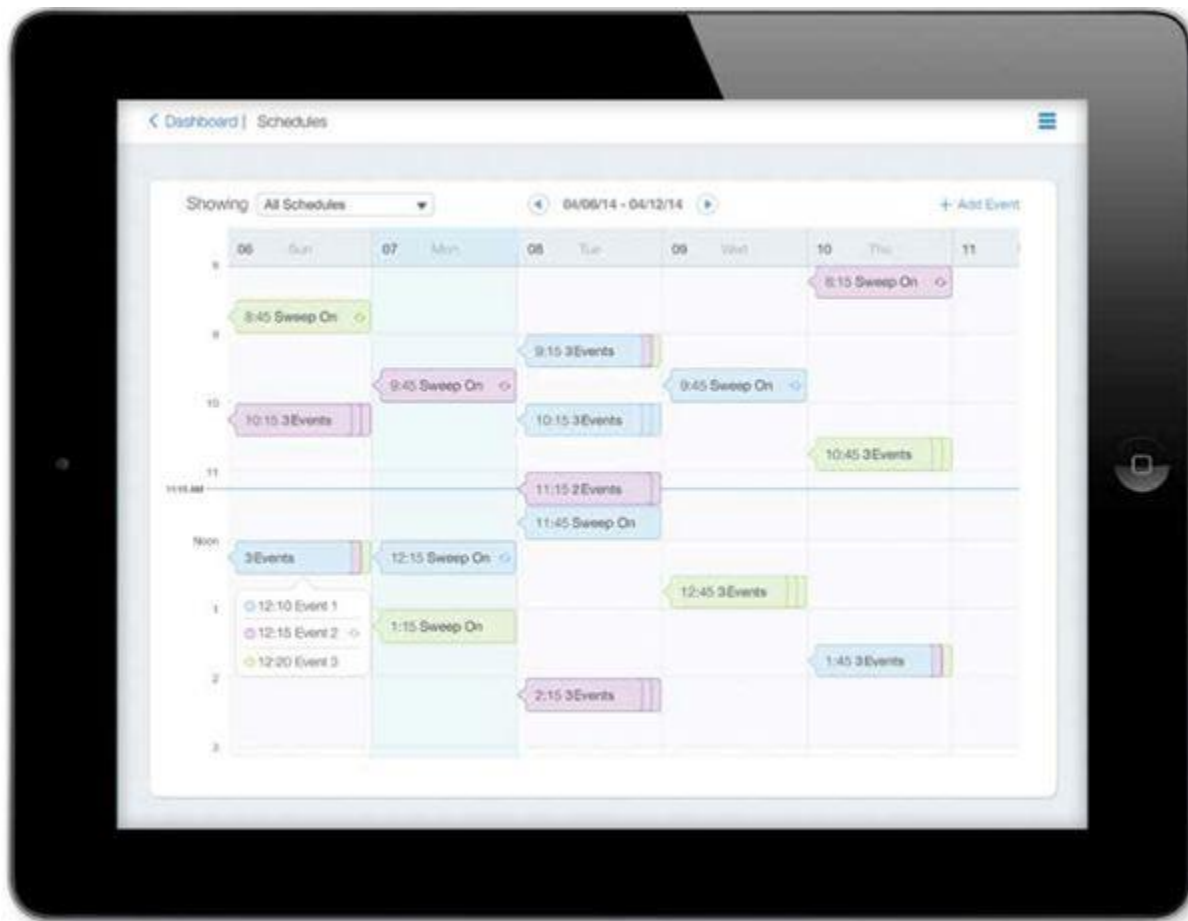 Dashboard | Schedules
Showing All Schedules 04/06/14 - 04/12/14 + Add Event
06 Sun 07 Mon 08 Tue 09 Wed 10 Thu 11
8:15 Sweep On
8:45 Sweep On
9
9:15 3Events
9:45 Sweep On 9:45 Sweep On
10
10:15 3Events 10:15 3Events
10:45 3Events
11
11:15 AM 11:15 2Events
11:45 Sweep On
Noon
3Events 12:15 Sweep On
12:45 3Events
12:10 Event 1
1
12:15 Event 2 1:15 Sweep On
12:20 Event 3 1:45 3Events
2
2:15 3Events
3